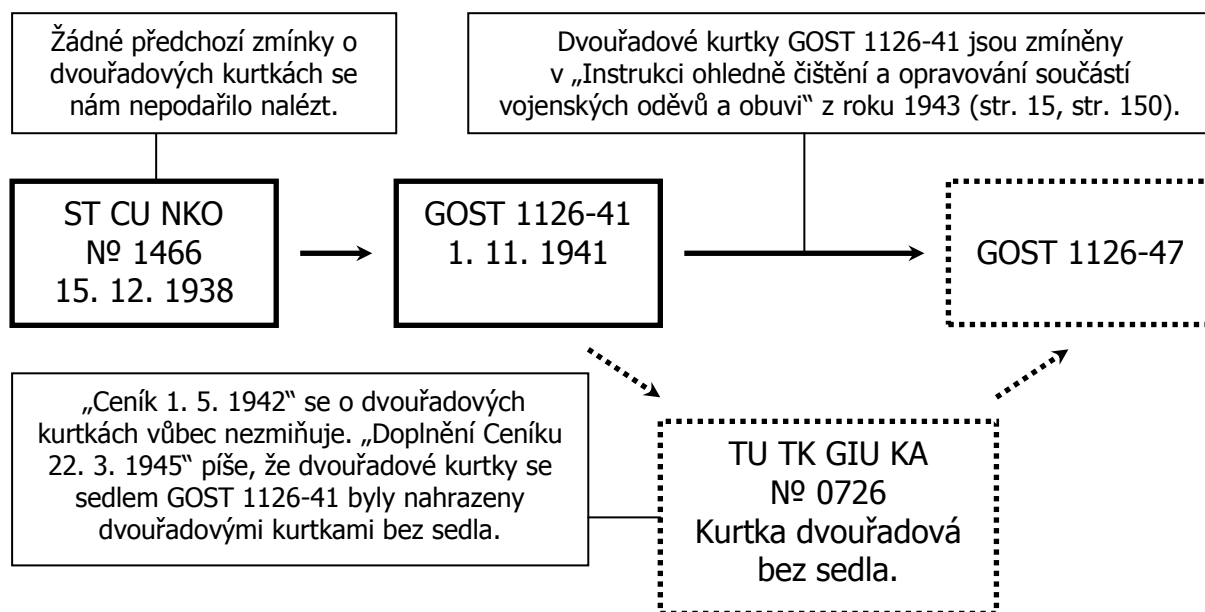 Žádné předchozí zmínky o
dvouřadových kurtkách se
nám nepodařilo nalézt.
Dvouřadové kurtky GOST 1126-41 jsou zmíněny
v „Instrukci ohledně čištění a opravování součástí
vojenských oděvů a obuvi“ z roku 1943 (str. 15, str. 150).
ST CU NKO
№ 1466
15. 12. 1938
GOST 1126-41
1. 11. 1941
GOST 1126-47
„Ceník 1. 5. 1942“ se o dvouřadových
kurtkách vůbec nezmiňuje. „Doplnění Ceníku
22. 3. 1945“ píše, že dvouřadové kurtky se
sedlem GOST 1126-41 byly nahrazeny
dvouřadovými kurtkami bez sedla.
TU TK GIU KA
№ 0726
Kurtka dvouřadová
bez sedla.